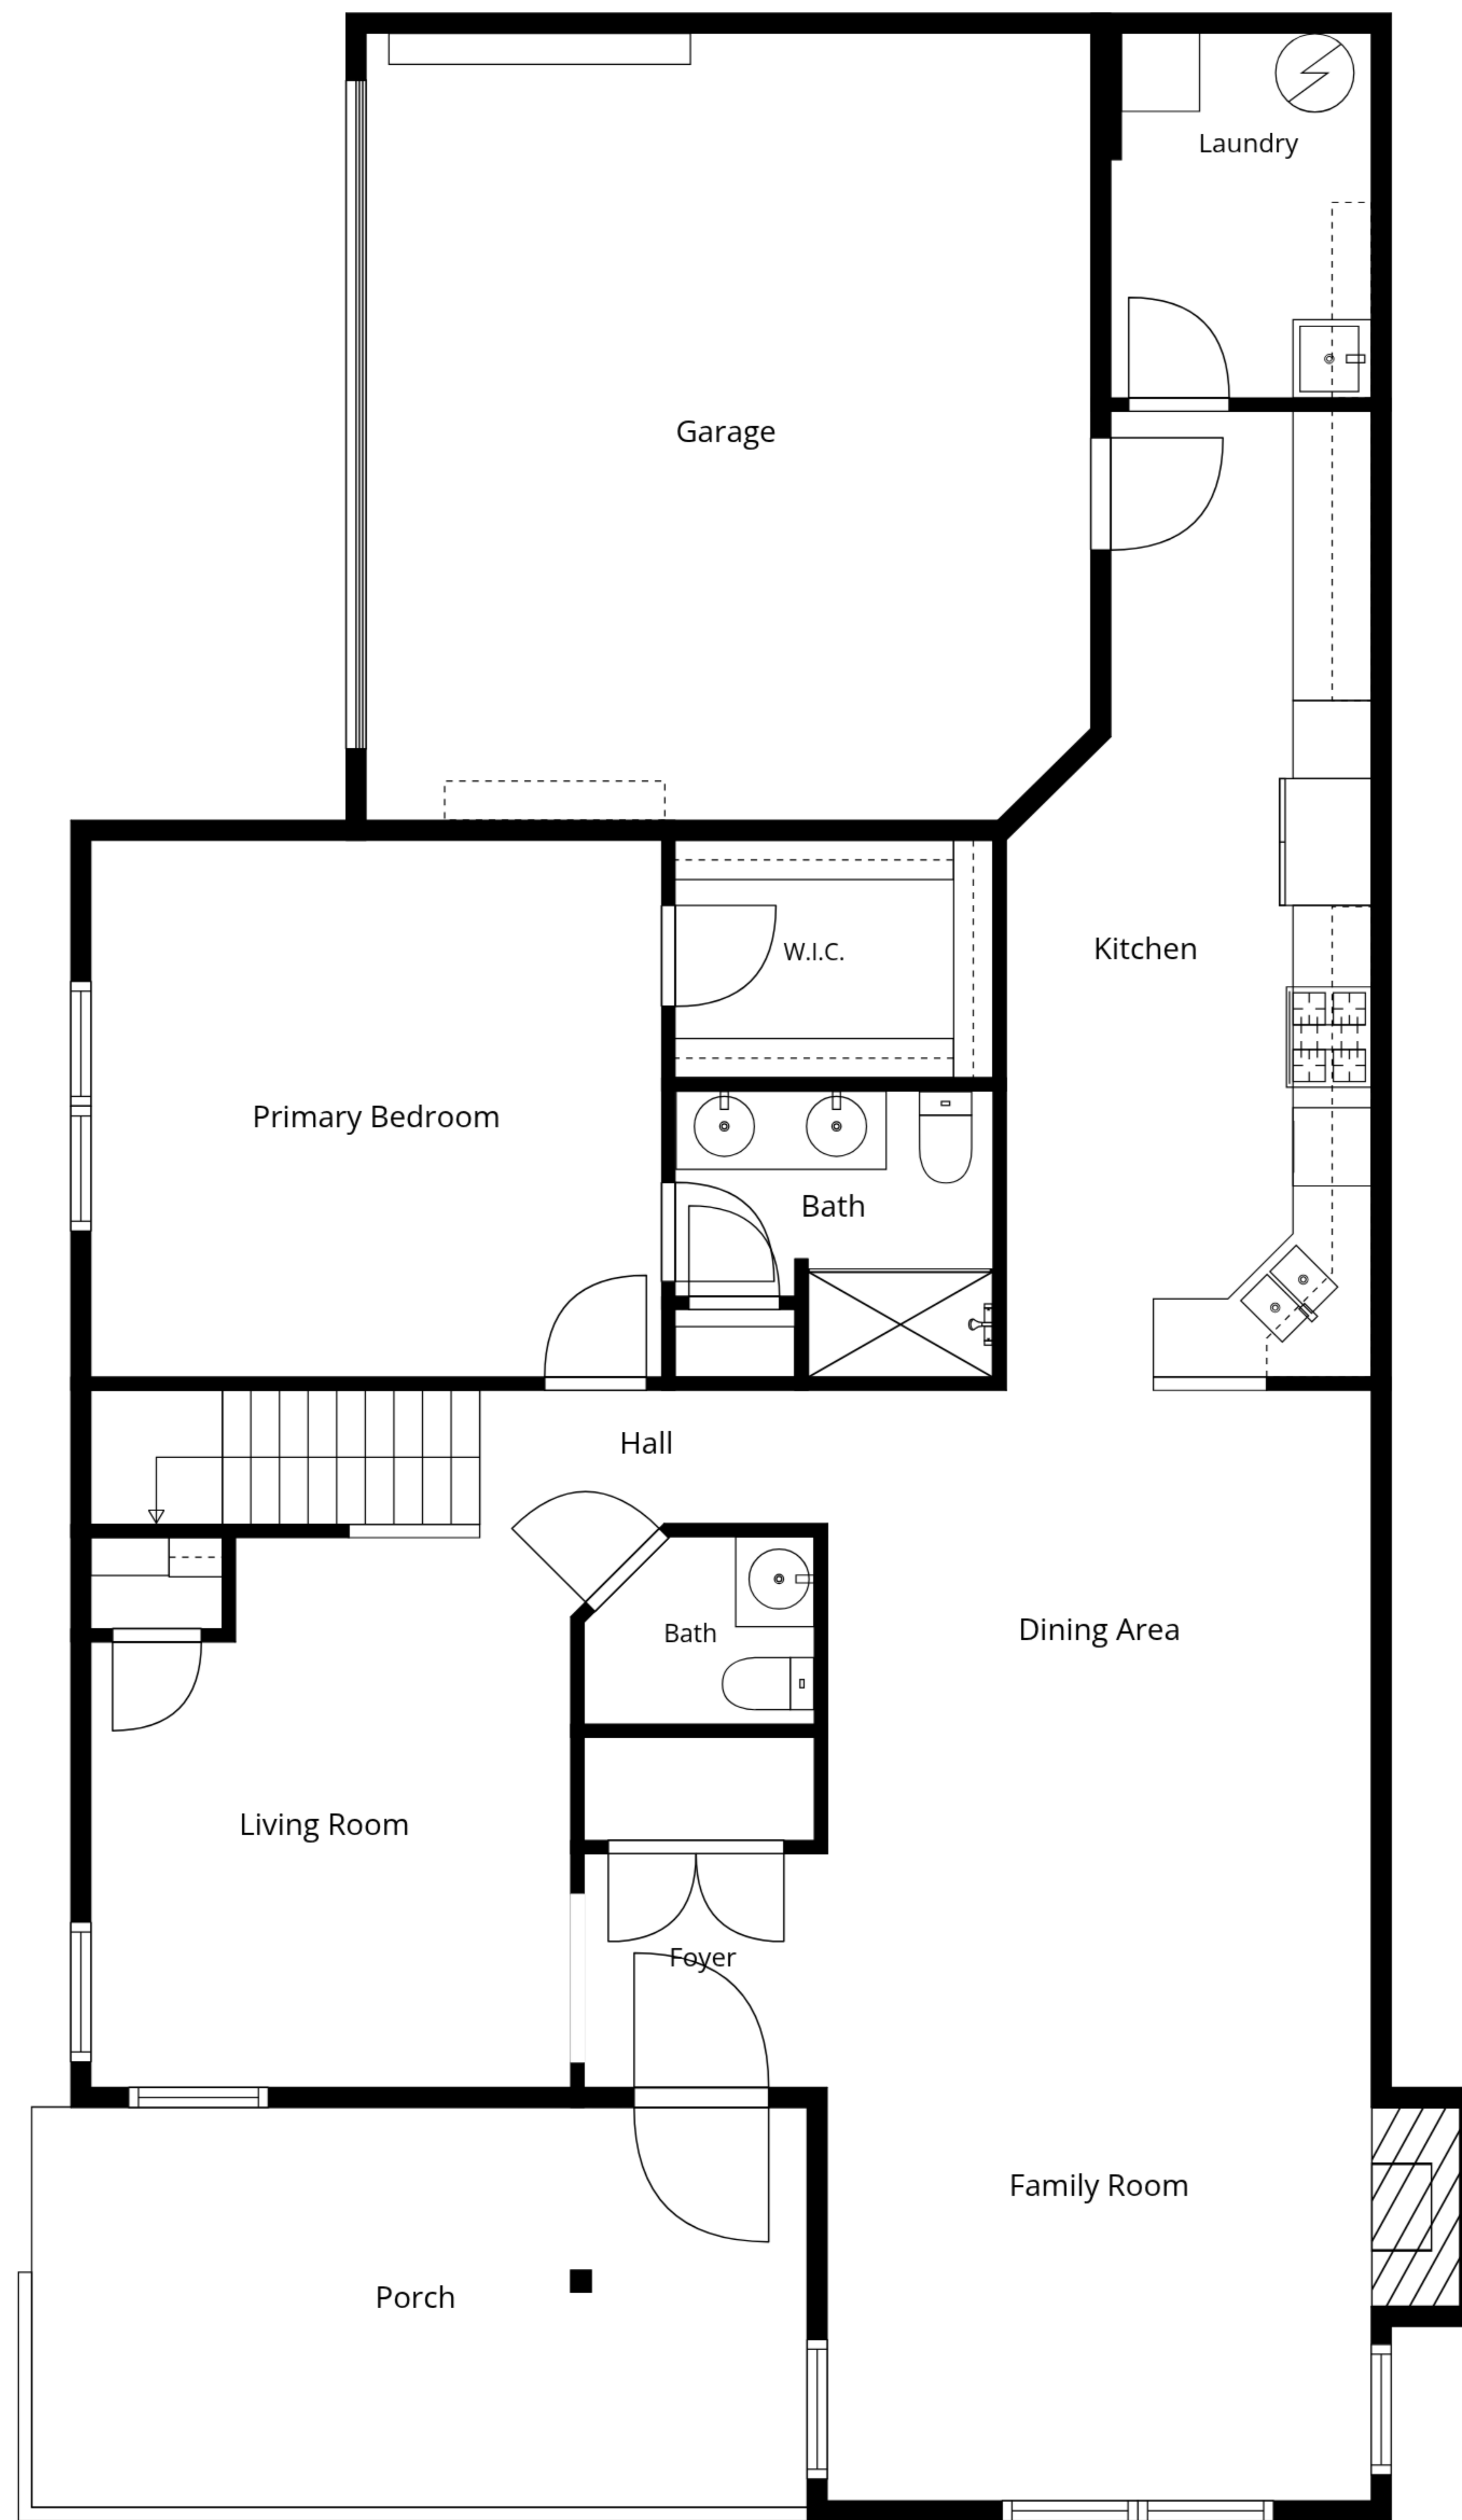 Laundry
Garage
Kitchen
W.I.C.
Primary Bedroom
Bath
Hall
Dining Area
Bath
Living Room
Foyer
Family Room
Porch